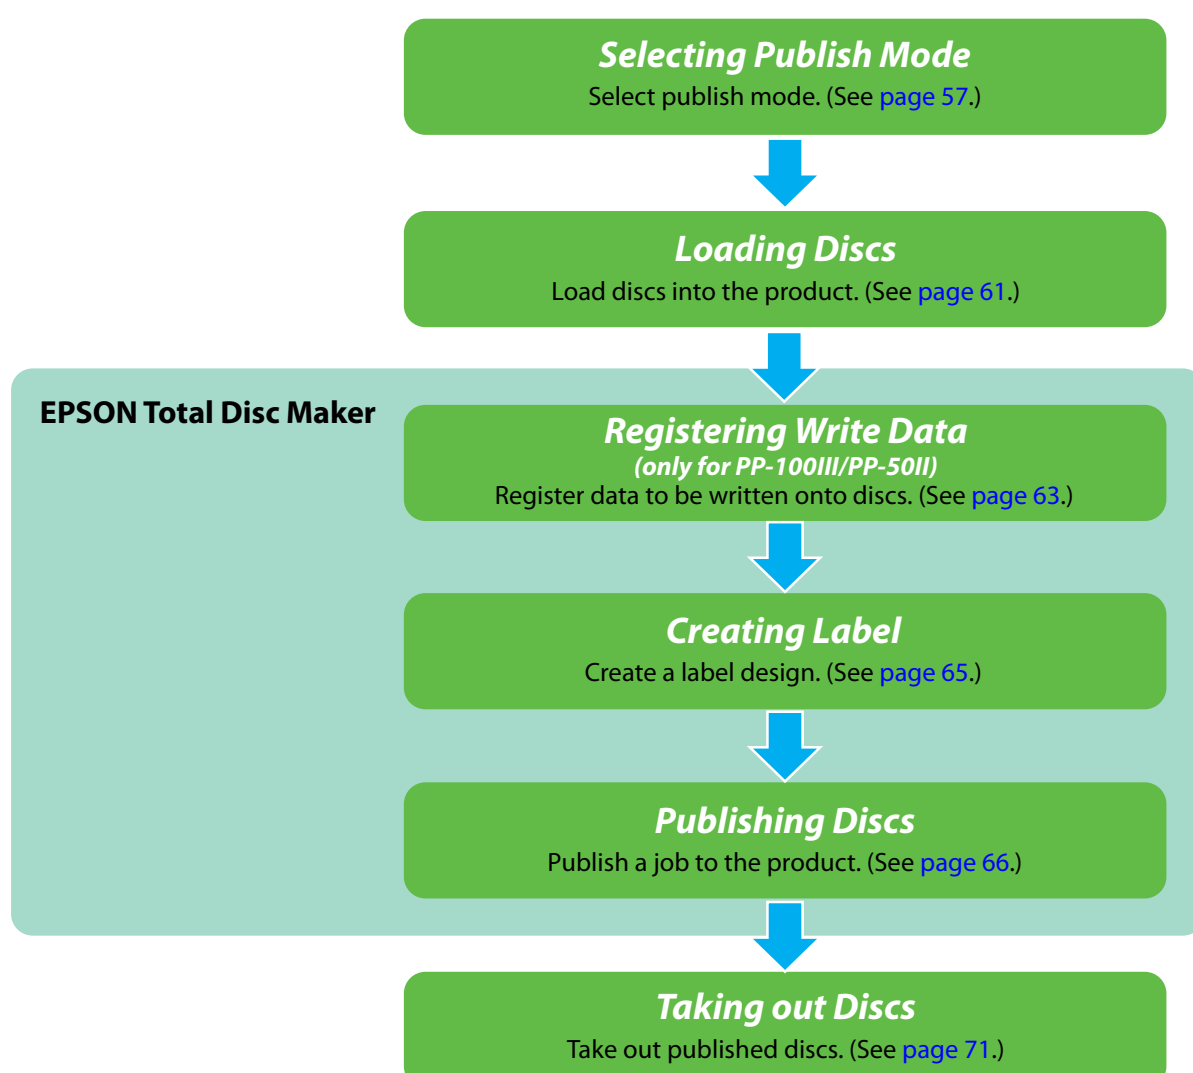 Selecting Publish Mode
Select publish mode. (See page 57.)
Loading Discs
Load discs into the product. (See page 61.)
EPSON Total Disc Maker
Registering Write Data
(only for PP-100III/PP-50II)
Register data to be written onto discs. (See page 63.)
Creating Label
Create a label design. (See page 65.)
Publishing Discs
Publish a job to the product. (See page 66.)
Taking out Discs
Take out published discs. (See page 71.)